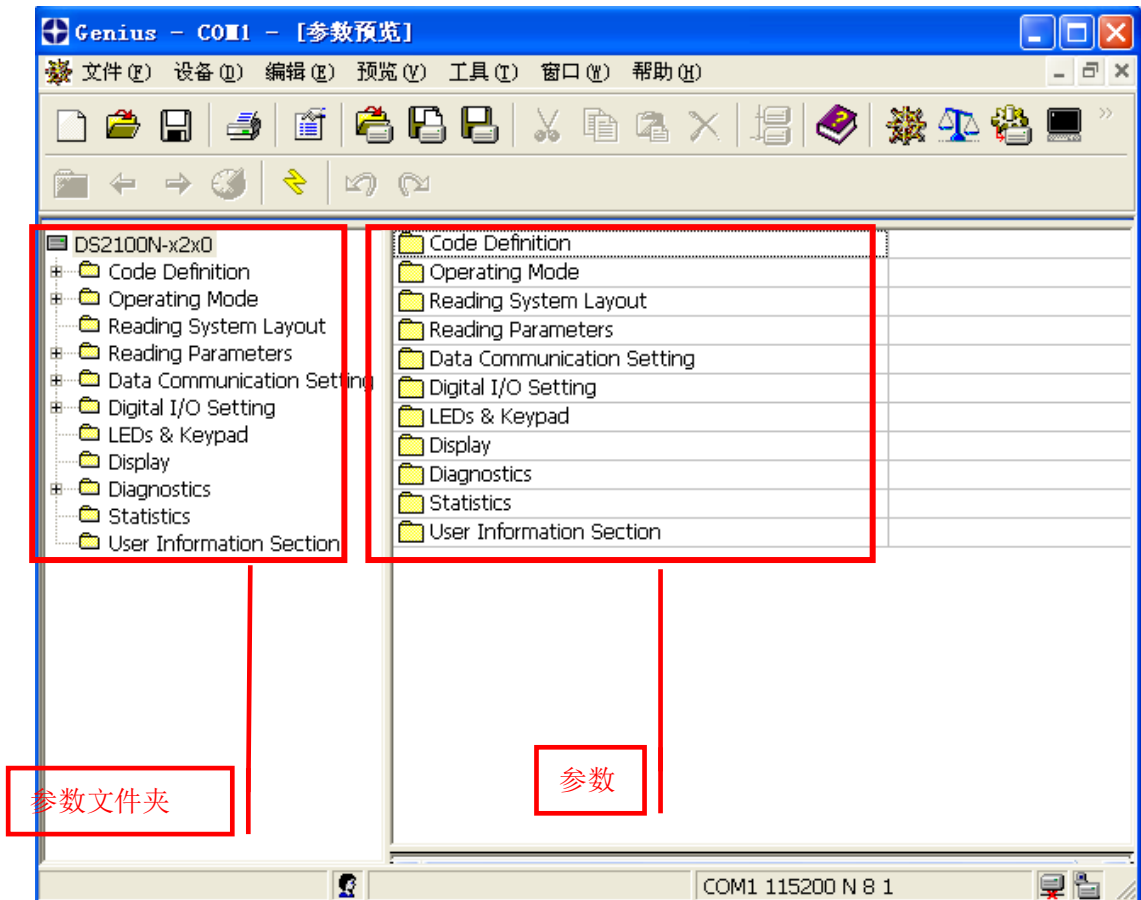 Genius - COM1 - [参数预览]
文件(F) 设备(D) 编辑(E) 预览(V) 工具(T) 窗口(W) 帮助(H)
DS2100N-x2x0
Code Definition
Operating Mode
Reading System Layout
Reading Parameters
Data Communication Setting
Digital I/O Setting
LEDs & Keypad
Display
Diagnostics
Statistics
User Information Section
Code Definition
Operating Mode
Reading System Layout
Reading Parameters
Data Communication Setting
Digital I/O Setting
LEDs & Keypad
Display
Diagnostics
Statistics
User Information Section
参数文件夹
参数
COM1 115200 N 8 1